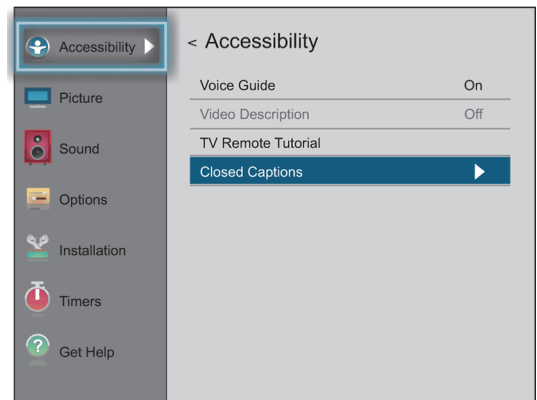 Accessibility
Picture
Sound
Options
Installation
Timers
Get Help
< Accessibility
Voice Guide On
Video Description Off
TV Remote Tutorial
Closed Captions